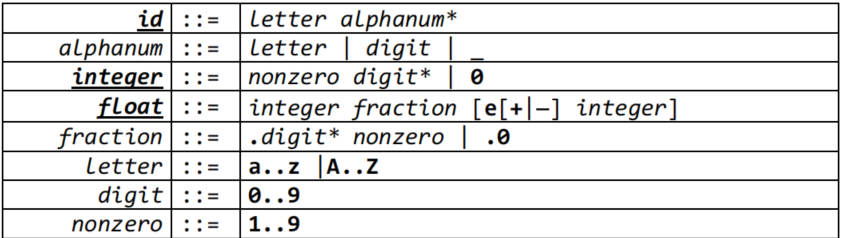 id ::= letter alphanum*
alphanum ::= letter | digit | _
integer ::= nonzero digit* | 0
float ::= integer fraction [e[+|−] integer]
fraction ::= .digit* nonzero | .0
letter ::= a..z |A..Z
digit ::= 0..9
nonzero ::= 1..9